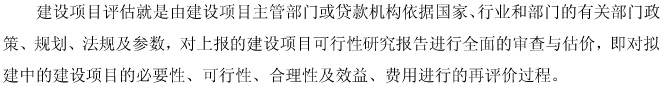 建设项目评估就是由建设项目主管部门或贷款机构依据国家、行业和部门的有关部门政
策、规划、法规及参数，对上报的建设项目可行性研究报告进行全面的审查与估价，即对拟
建中的建设项目的必要性、可行性、合理性及效益、费用进行的再评价过程。